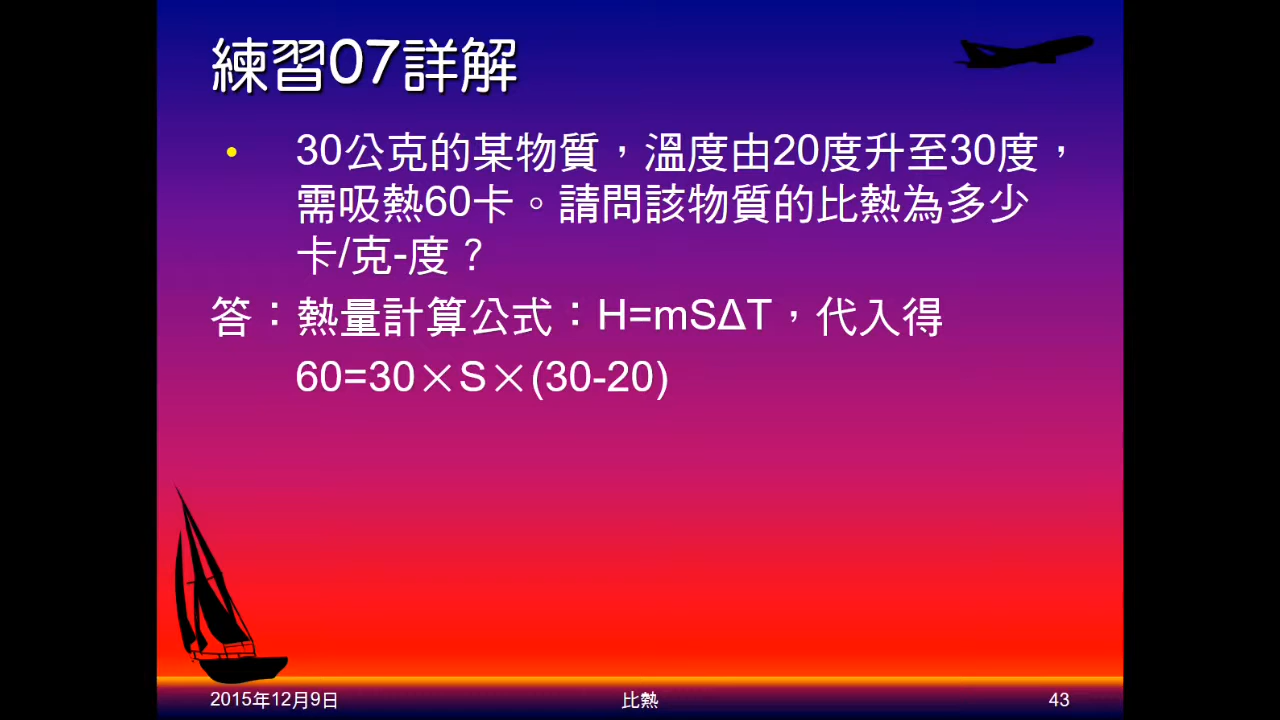 練習07詳解
• 30公克的某物質，溫度由20度升至30度，
需吸熱60卡。請問該物質的比熱為多少
卡/克-度？
答：熱量計算公式：H=mSΔT，代入得
60=30×S×(30-20)
2015年12月9日 比熱 43